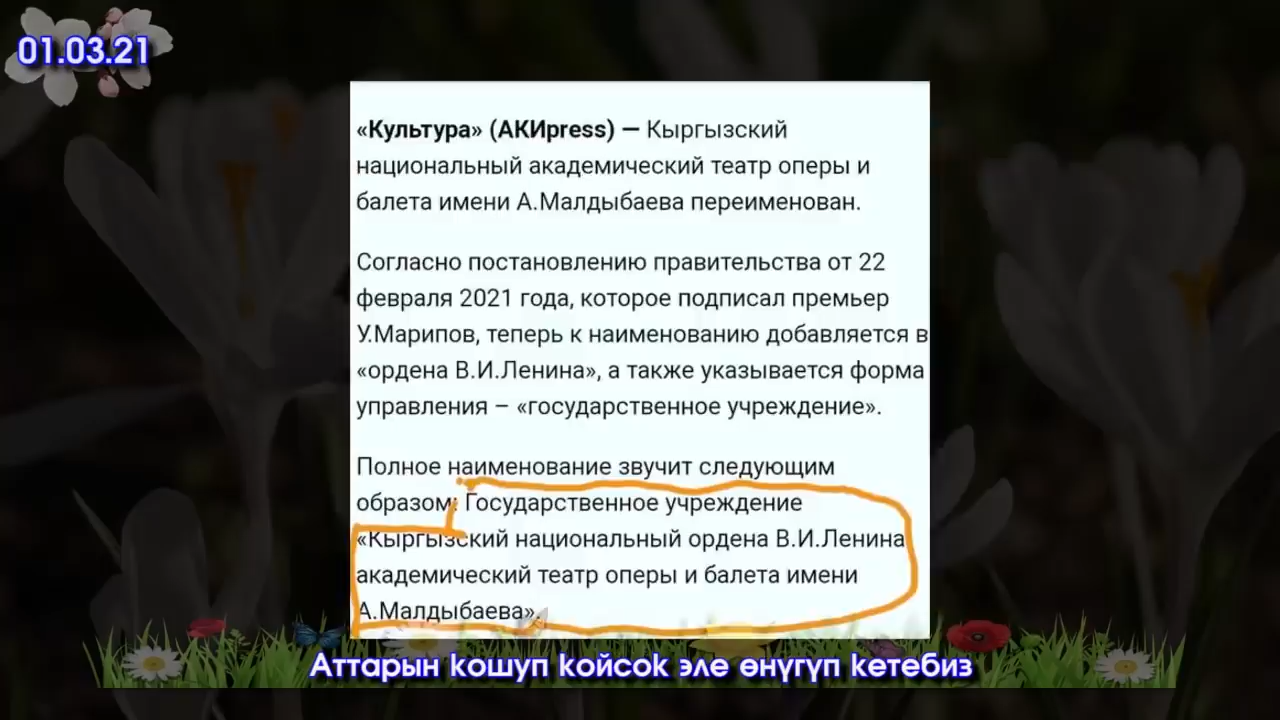 01.03.21
«Культура» (АКИpress) — Кыргызский
национальный академический театр оперы и
балета имени А.Малдыбаева переименован.
Согласно постановлению правительства от 22
февраля 2021 года, которое подписал премьер
У.Марипов, теперь к наименованию добавляется в
«ордена В.И.Ленина», а также указывается форма
управления – «государственное учреждение».
Полное наименование звучит следующим
образом: Государственное учреждение
«Кыргызский национальный ордена В.И.Ленина
академический театр оперы и балета имени
А.Малдыбаева».
Аттарын кошуп койсок эле өнүгүп кетебиз